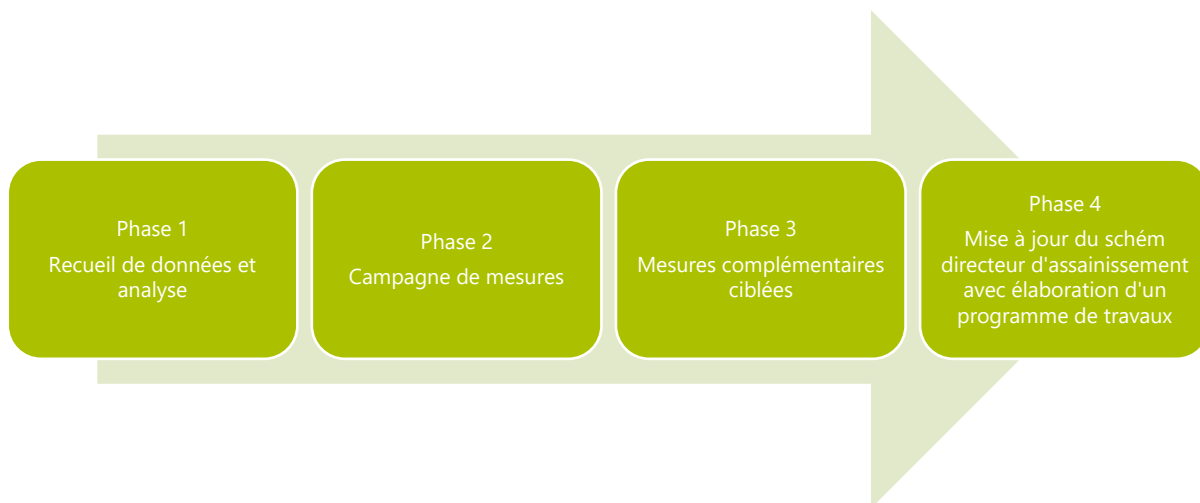 Phase 1
Recueil de données et
analyse
Phase 2
Campagne de mesures
Phase 3
Mesures complémentaires
ciblées
Phase 4
Mise à jour du schém
directeur d'assainissement
avec élaboration d'un
programme de travaux